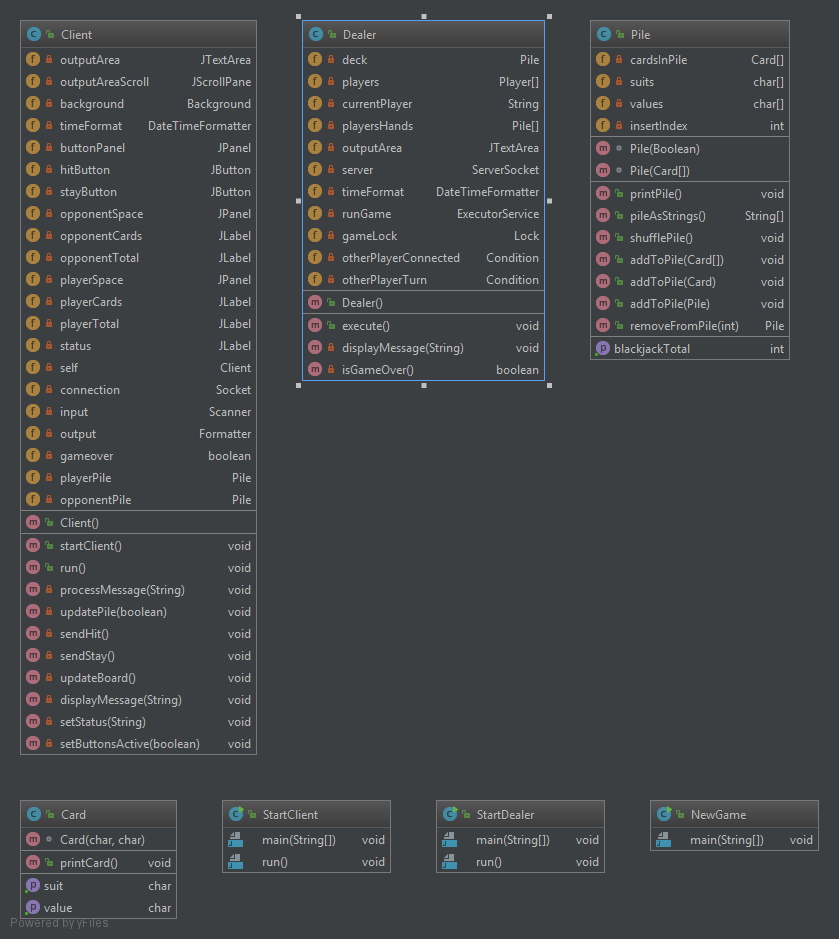 Client
outputArea JTextArea
outputAreaScroll JScrollPane
background Background
timeFormat DateTimeFormatter
buttonPanel JPanel
hitButton JButton
stayButton JButton
opponentSpace JPanel
opponentCards JLabel
opponentTotal JLabel
playerSpace JPanel
playerCards JLabel
playerTotal JLabel
status JLabel
self Client
connection Socket
input Scanner
output Formatter
gameover boolean
playerPile Pile
opponentPile Pile
Client()
startClient() void
run() void
processMessage(String) void
updatePile(boolean) void
sendHit() void
sendStay() void
updateBoard() void
displayMessage(String) void
setStatus(String) void
setButtonsActive(boolean) void
Dealer
deck Pile
players Player[]
currentPlayer String
playersHands Pile[]
outputArea JTextArea
server ServerSocket
timeFormat DateTimeFormatter
runGame ExecutorService
gameLock Lock
otherPlayerConnected Condition
otherPlayerTurn Condition
Dealer()
execute() void
displayMessage(String) void
isGameOver() boolean
Pile
cardsInPile Card[]
suits char[]
values char[]
insertIndex int
Pile(Boolean)
Pile(Card[])
printPile() void
pileAsStrings() String[]
shufflePile() void
addToPile(Card[]) void
addToPile(Card) void
addToPile(Pile) void
removeFromPile(int) Pile
blackjackTotal int
Card
Card(char, char)
printCard() void
suit char
value char
StartClient
main(String[]) void
run() void
StartDealer
main(String[]) void
run() void
NewGame
main(String[]) void
Powered by yFiles